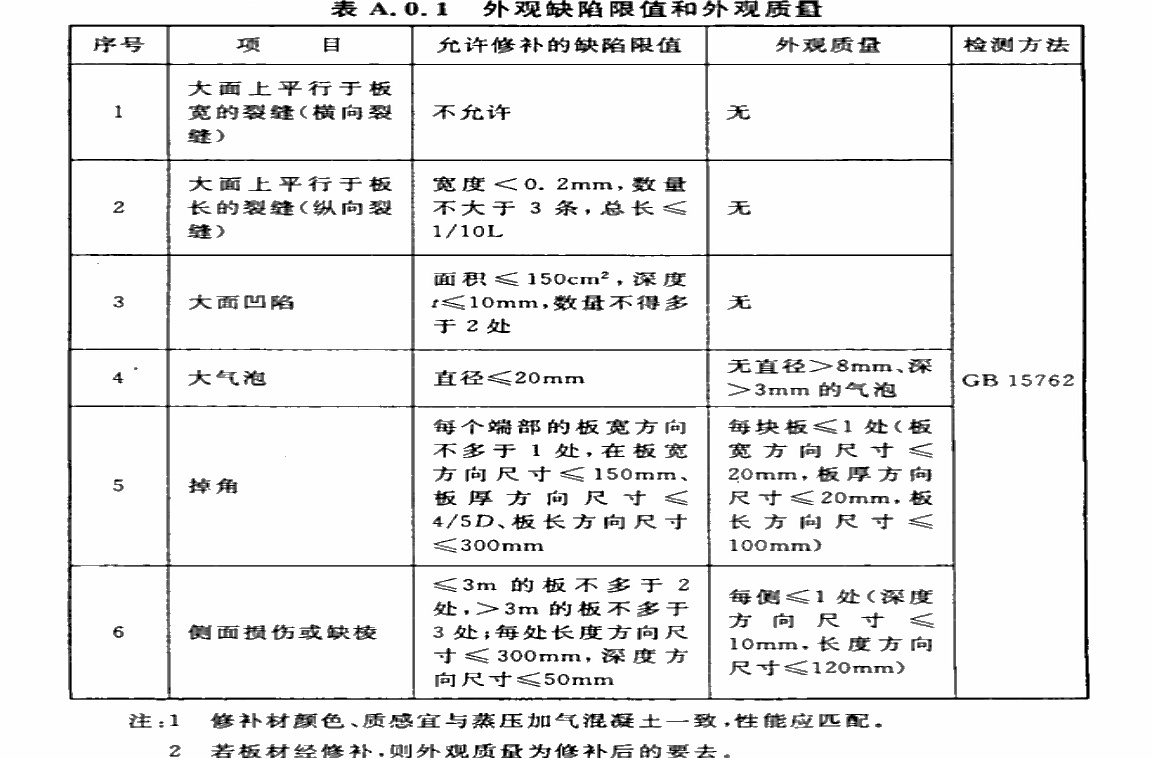 表 A.0.1 外观缺陷限值和外观质量
序号 项 目 允许修补的缺陷限值 外观质量 检测方法
1
大面上平行于板
宽的裂缝(横向裂
缝)
不允许
无
2
大面上平行于板
长的裂缝(纵向裂
缝)
宽度<0.2mm,数量
不大于 3 条,总长≤
1/10L
无
3
大面凹陷
面积≤150cm²,深度
t≤10mm,数量不得多
于 2 处
无
4
大气泡
直径≤20mm
无直径>8mm、深
>3mm 的气泡
GB 15762
5
掉角
每个端部的板宽方向
不多于 1 处,在板宽
方向尺寸≤150mm、
板厚方向尺寸≤
4/5D、板长方向尺寸
≤300mm
每块板≤1 处(板
宽方向尺寸≤
20mm,板厚方向
尺寸≤20mm,板
长方向尺寸≤
100mm)
6
侧面损伤或缺棱
≤3m 的板不多于 2
处,>3m 的板不多于
3 处;每处长度方向尺
寸≤300mm,深度方
向尺寸≤50mm
每侧≤1 处(深度
方向尺寸≤
10mm,长度方向
尺寸≤120mm)
注:1 修补材颜色、质感宜与蒸压加气混凝土一致,性能应匹配。
2 若板材经修补,则外观质量为修补后的要去。